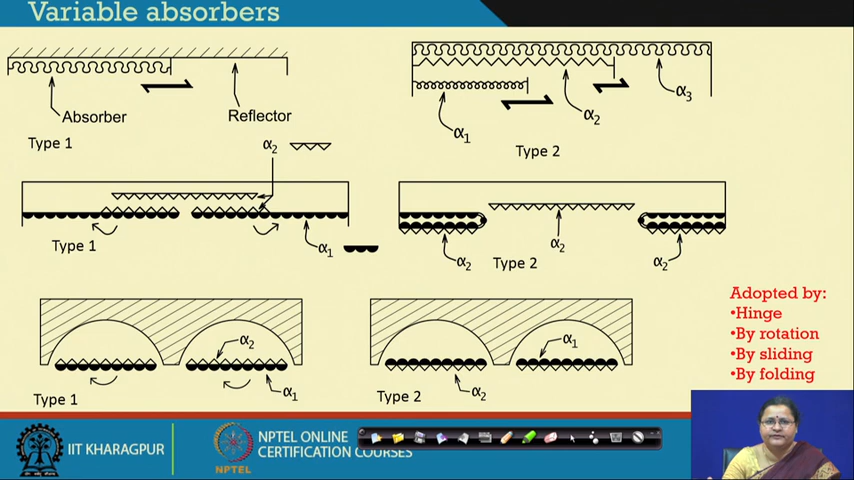 Variable absorbers
Absorber
Reflector
Type 1
α1
α2
α3
Type 2
α2
Type 1
α1
α2
α2
α2
Type 2
Adopted by:
•Hinge
•By rotation
•By sliding
•By folding
α2
α1
Type 1
α1
α2
Type 2
IIT KHARAGPUR
NPTEL
NPTEL ONLINE
CERTIFICATION COURSES